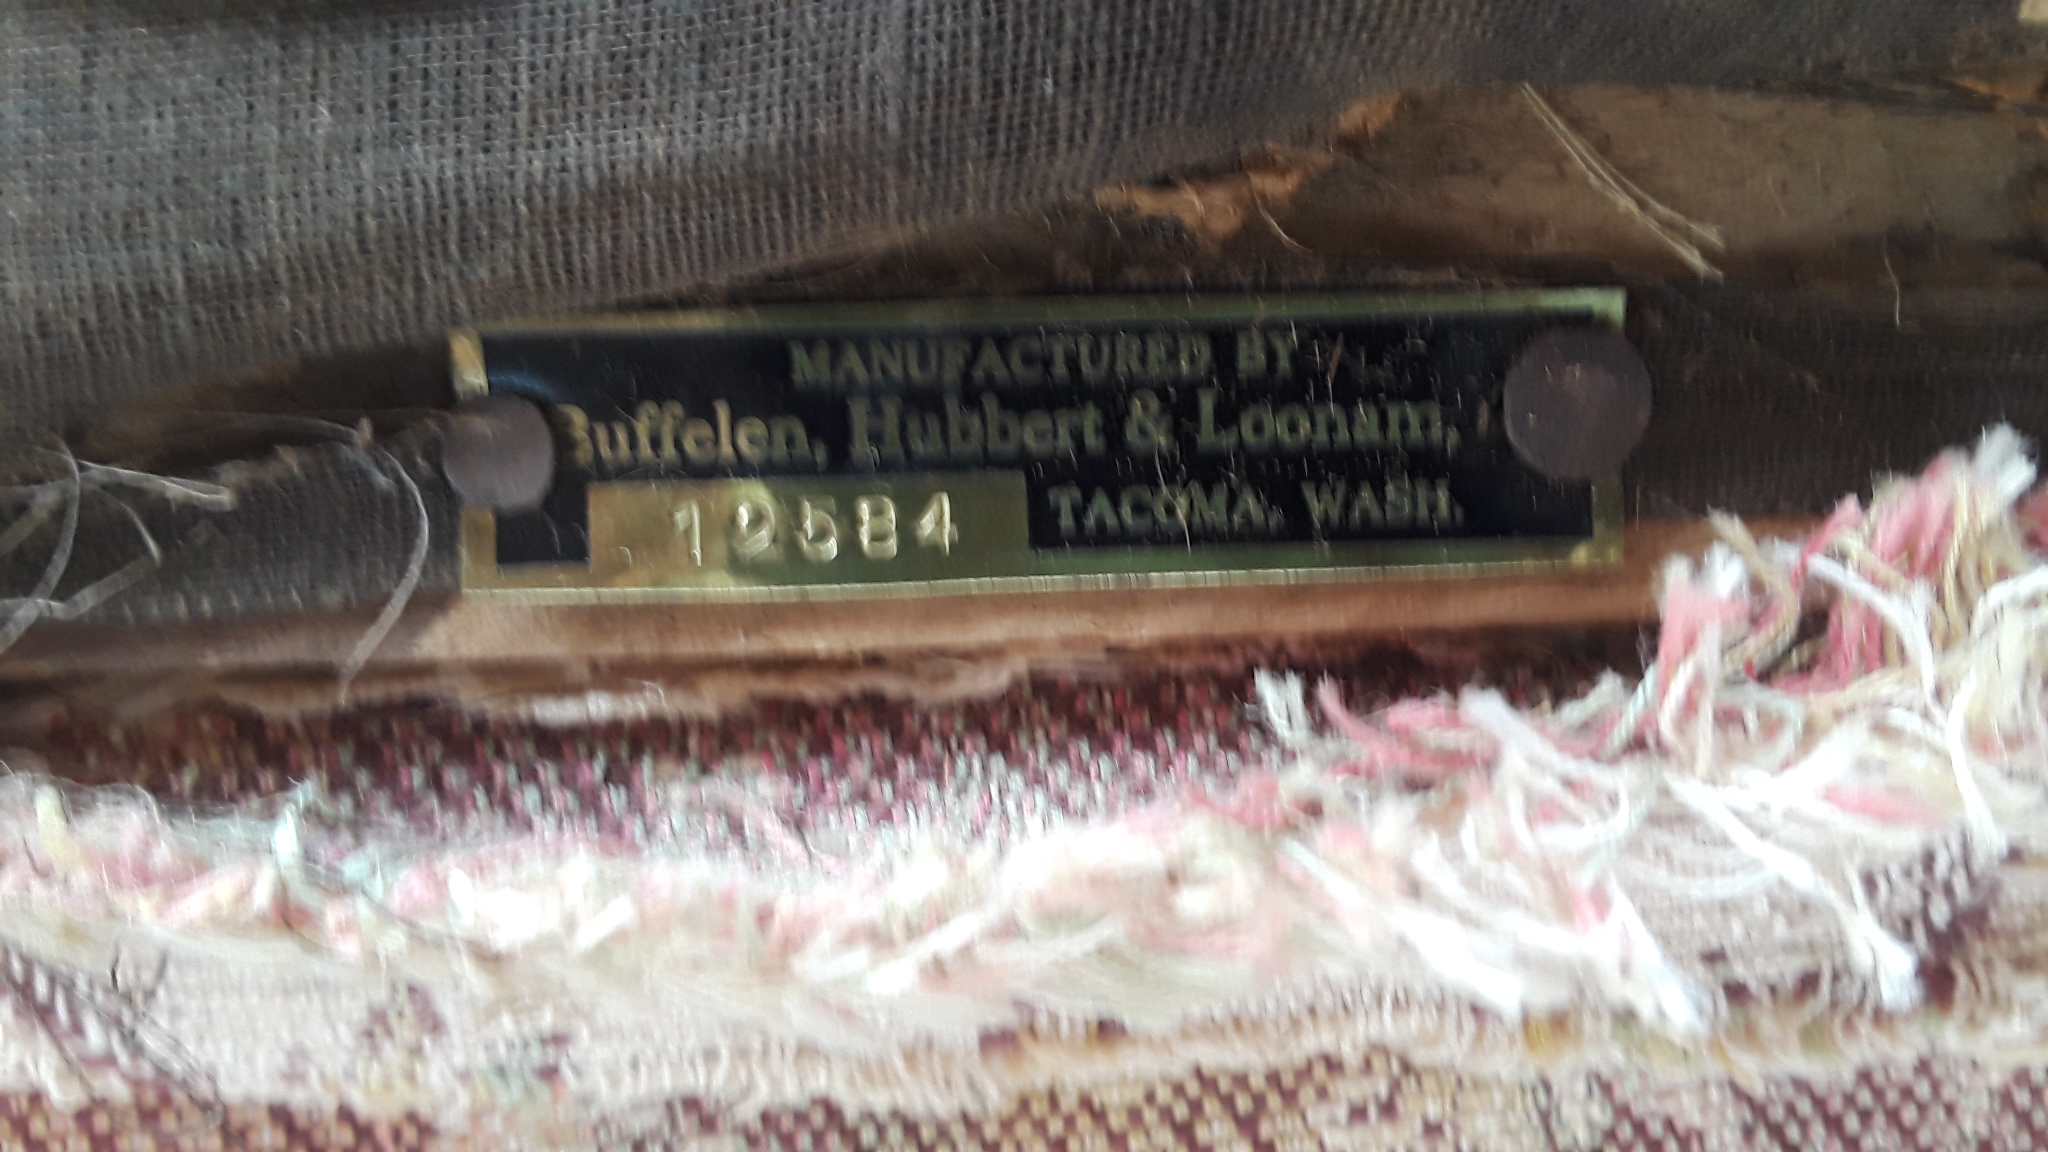 MANUFACTURED BY
Buffelen, Hubbert & Loonam,
12584 TACOMA, WASH.